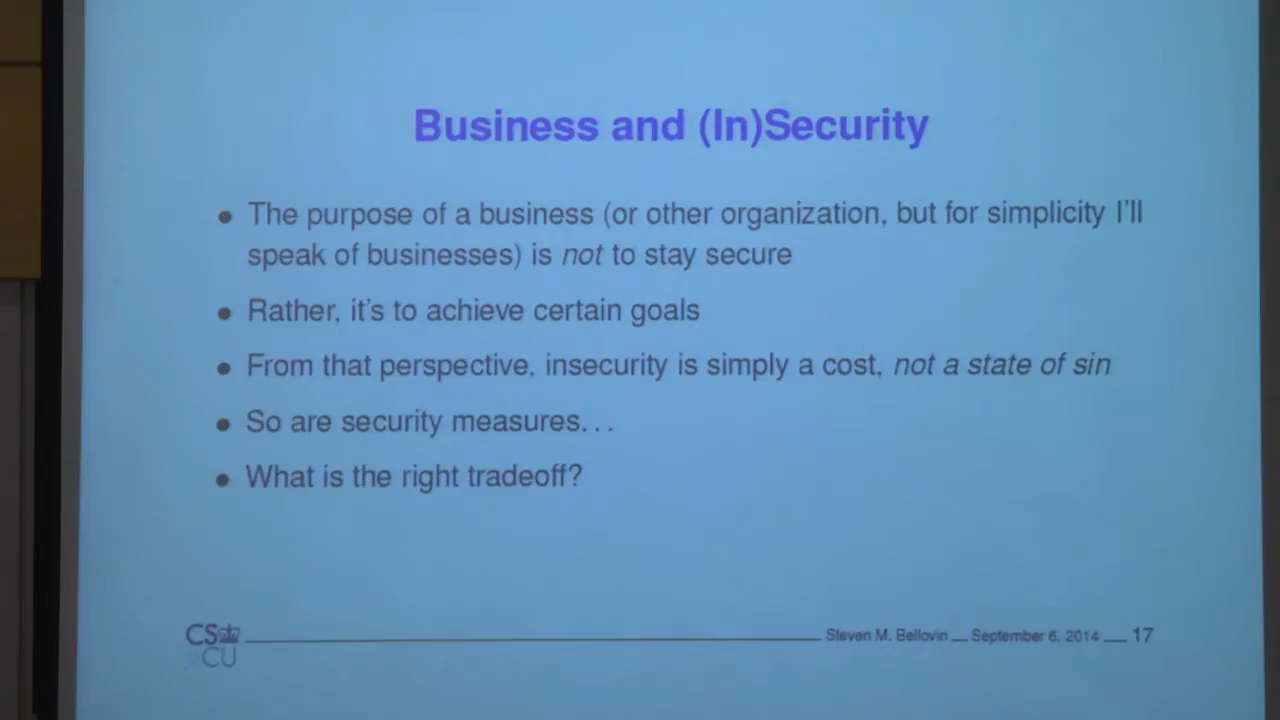 Business and (In)Security
● The purpose of a business (or other organization, but for simplicity I'll
speak of businesses) is not to stay secure
● Rather, it's to achieve certain goals
● From that perspective, insecurity is simply a cost, not a state of sin
● So are security measures...
● What is the right tradeoff?
CS
CU
Steven M. Bellovin __ September 6, 2014 __ 17